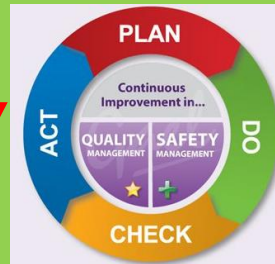 PLAN
Continuous
Improvement in...
ACT
QUALITY
MANAGEMENT
SAFETY
MANAGEMENT
DO
CHECK